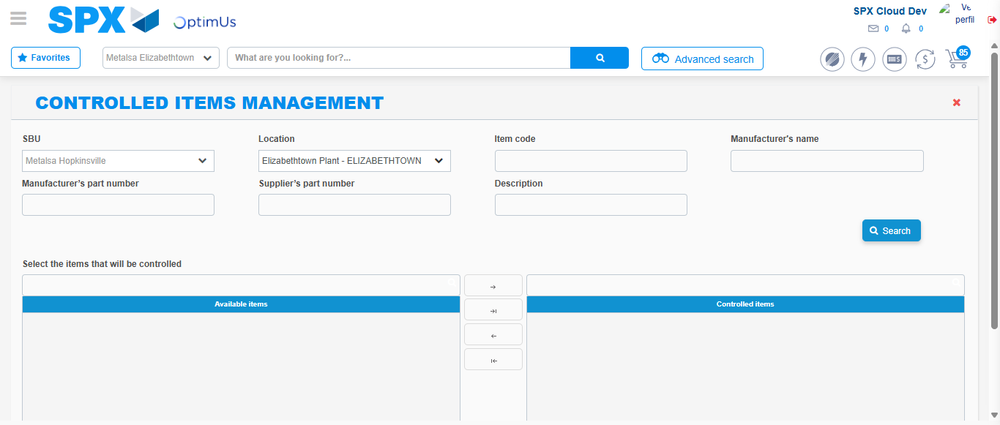 SPX OptimUs
SPX Cloud Dev
0 0
Ve perfil
Favorites
Metalsa Elizabethtown
What are you looking for?...
Advanced search
85
CONTROLLED ITEMS MANAGEMENT
SBU
Location
Item code
Manufacturer's name
Metalsa Hopkinsville
Elizabethtown Plant - ELIZABETHTOWN
Manufacturer’s part number
Supplier’s part number
Description
Search
Select the items that will be controlled
Available items
Controlled items